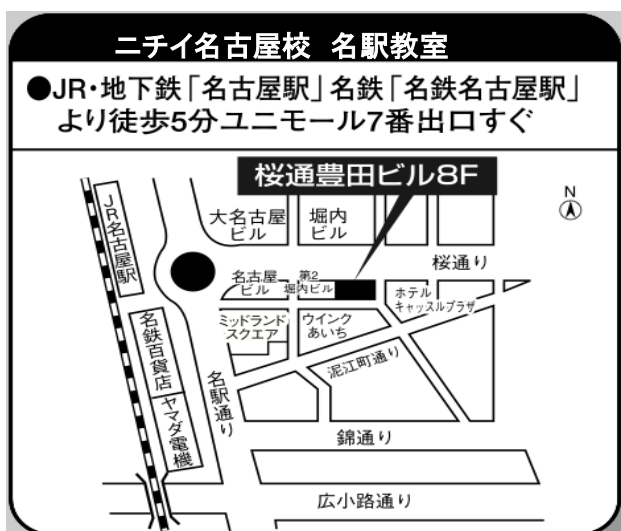 ニチイ名古屋校 名駅教室
●JR・地下鉄「名古屋駅」名鉄「名鉄名古屋駅」
より徒歩5分ユニモール7番出口すぐ
桜通豊田ビル8F
N
JR名古屋駅
大名古屋
ビル
堀内
ビル
桜通り
名古屋
ビル
第2
堀内ビル
ホテル
キャッスルプラザ
ミッドランド
スクエア
ウインク
あいち
名鉄百貨店
ヤマダ電機
名駅通り
泥江町通り
錦通り
広小路通り